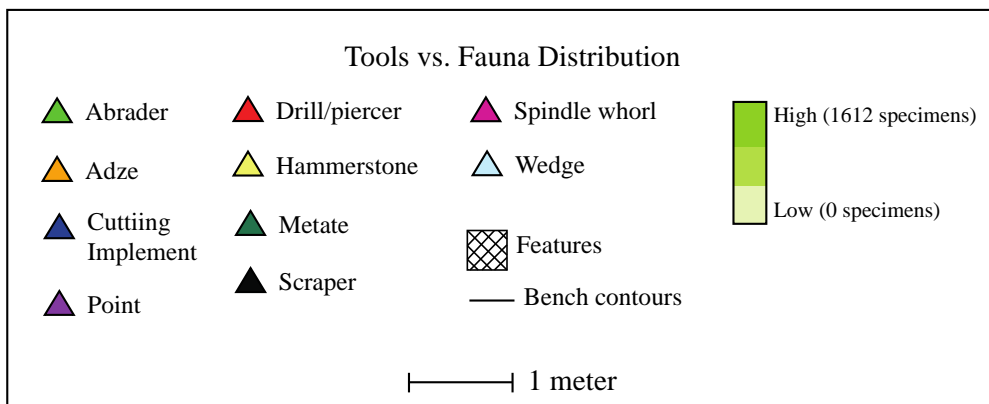 Tools vs. Fauna Distribution
Abrader
Adze
Cuttiing
Implement
Point
Drill/piercer
Hammerstone
Metate
Scraper
Spindle whorl
Wedge
Features
Bench contours
High (1612 specimens)
Low (0 specimens)
1 meter